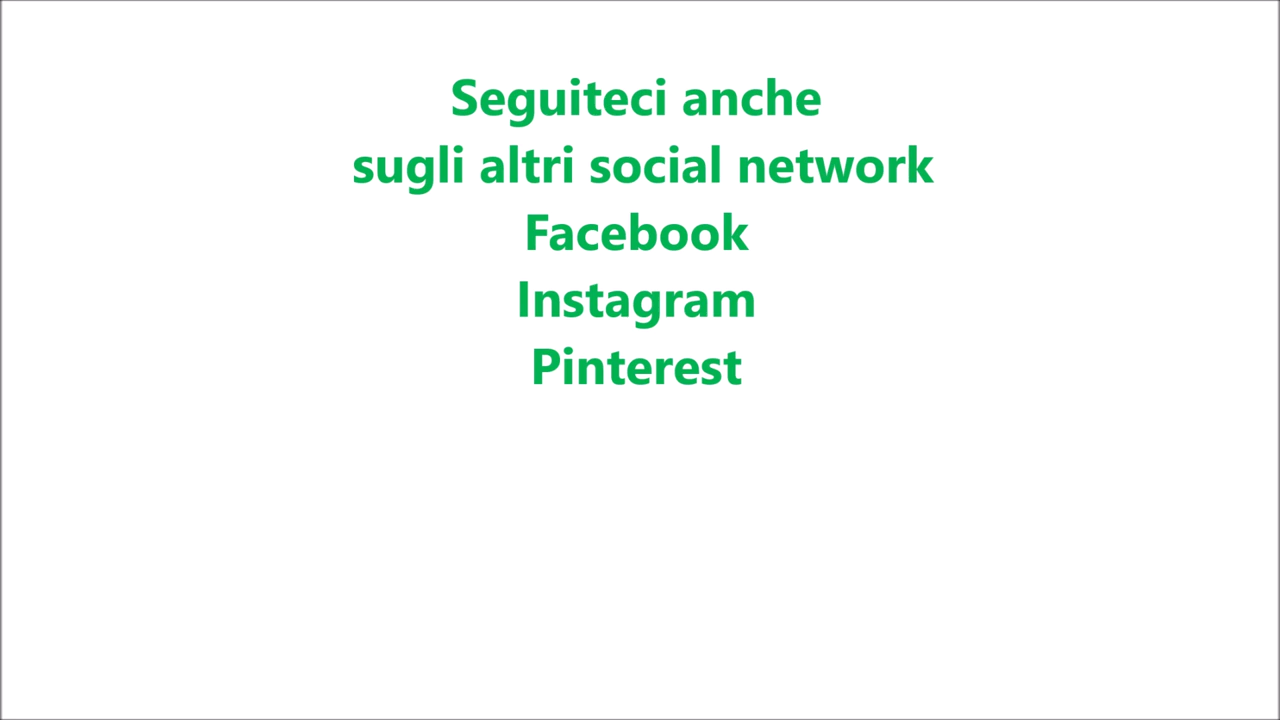 Seguiteci anche
sugli altri social network
Facebook
Instagram
Pinterest